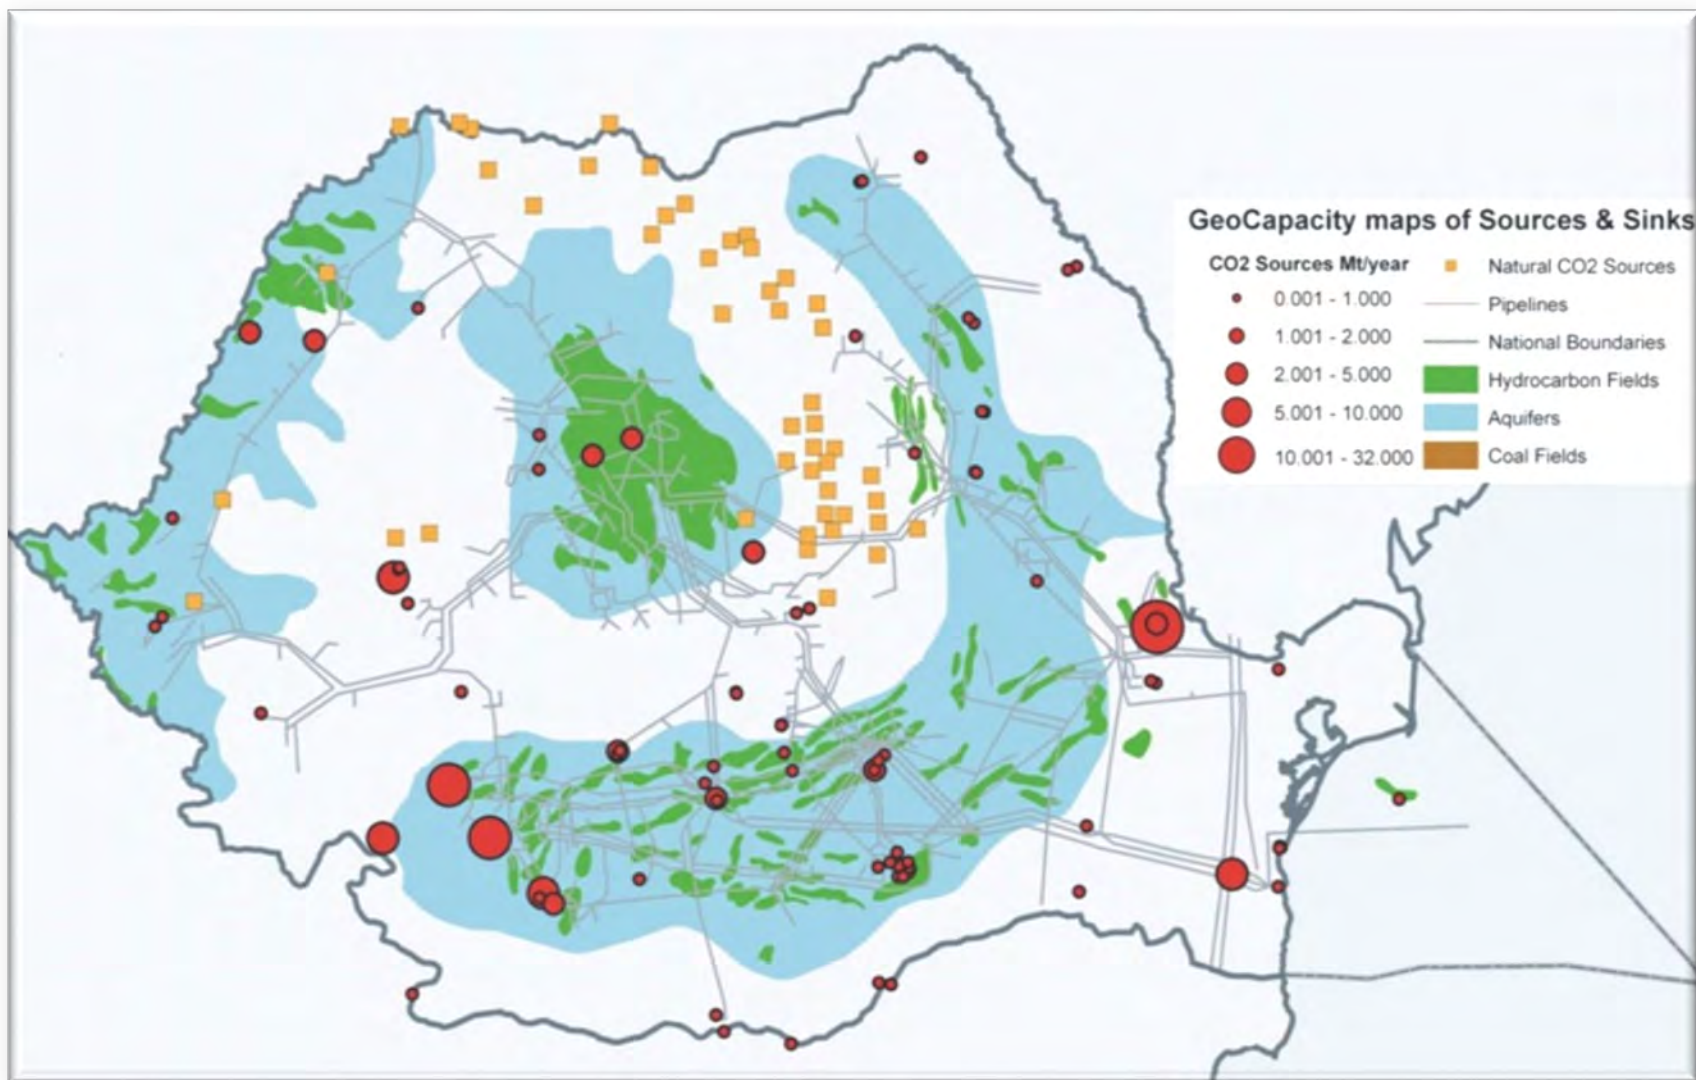 GeoCapacity maps of Sources & Sinks
CO2 Sources Mt/year
0.001 - 1.000
1.001 - 2.000
2.001 - 5.000
5.001 - 10.000
10.001 - 32.000
Natural CO2 Sources
Pipelines
National Boundaries
Hydrocarbon Fields
Aquifers
Coal Fields